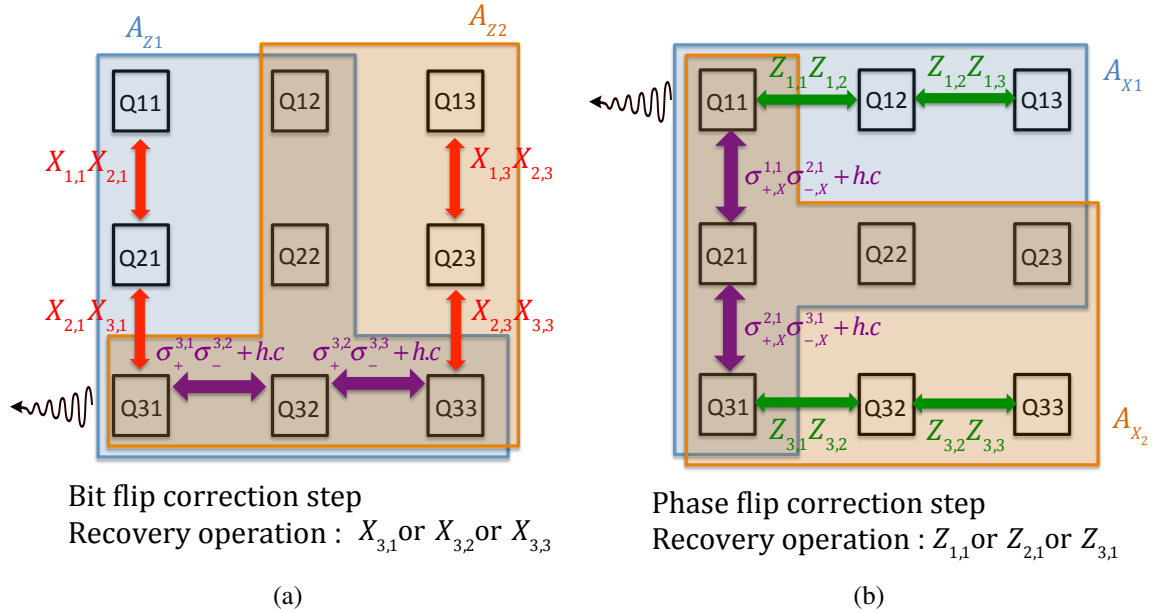 A_{Z1} A_{Z2}
Q11 Q12 Q13
X_{1,1}X_{2,1} X_{1,3}X_{2,3}
Q21 Q22 Q23
X_{2,1}X_{3,1} X_{2,3}X_{3,3}
σ_+^{3,1}σ_-^{3,2}+h.c σ_+^{3,2}σ_-^{3,3}+h.c
Q31 Q32 Q33
Bit flip correction step
Recovery operation : X_{3,1} or X_{3,2} or X_{3,3}
(a)
Z_{1,1}Z_{1,2} Z_{1,2}Z_{1,3}
A_{X1}
Q11 Q12 Q13
σ_{+,X}^{1,1}σ_{-,X}^{2,1}+h.c
Q21 Q22 Q23
σ_{+,X}^{2,1}σ_{-,X}^{3,1}+h.c
Q31 Q32 Q33
A_{X_2}
Z_{3,1}Z_{3,2} Z_{3,2}Z_{3,3}
Phase flip correction step
Recovery operation : Z_{1,1} or Z_{2,1} or Z_{3,1}
(b)